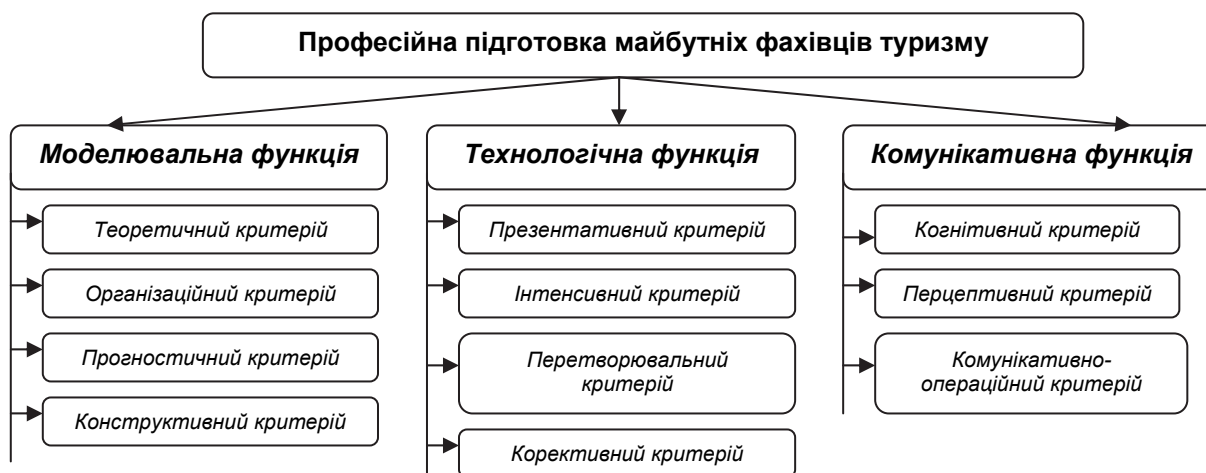 Професійна підготовка майбутніх фахівців туризму
Моделювальна функція
Теоретичний критерій
Організаційний критерій
Прогностичний критерій
Конструктивний критерій
Технологічна функція
Презентативний критерій
Інтенсивний критерій
Перетворювальний
критерій
Корективний критерій
Комунікативна функція
Когнітивний критерій
Перцептивний критерій
Комунікативно-
операційний критерій